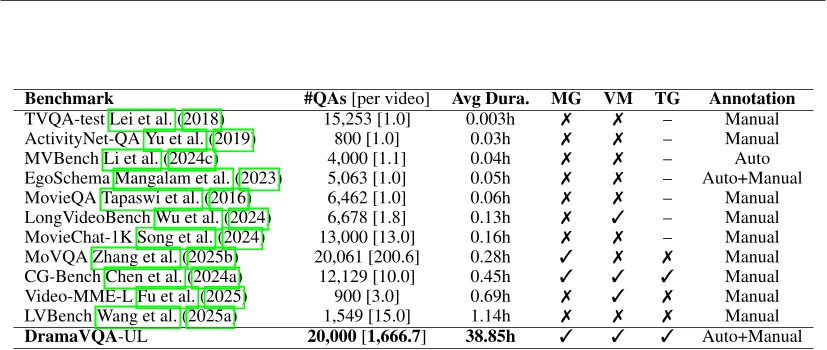 Benchmark #QAs [per video] Avg Dura. MG VM TG Annotation
TVQA-test Lei et al. (2018) 15,253 [1.0] 0.003h ✗ ✗ – Manual
ActivityNet-QA Yu et al. (2019) 800 [1.0] 0.03h ✗ ✗ – Manual
MVBench Li et al. (2024c) 4,000 [1.1] 0.04h ✗ ✗ – Auto
EgoSchema Mangalam et al. (2023) 5,063 [1.0] 0.05h ✗ ✗ – Auto+Manual
MovieQA Tapaswi et al. (2016) 6,462 [1.0] 0.06h ✗ ✗ – Manual
LongVideoBench Wu et al. (2024) 6,678 [1.8] 0.13h ✗ ✓ – Manual
MovieChat-1K Song et al. (2024) 13,000 [13.0] 0.16h ✗ ✗ – Manual
MoVQA Zhang et al. (2025b) 20,061 [200.6] 0.28h ✓ ✗ ✗ Manual
CG-Bench Chen et al. (2024a) 12,129 [10.0] 0.45h ✓ ✓ ✓ Manual
Video-MME-L Fu et al. (2025) 900 [3.0] 0.69h ✗ ✓ ✗ Manual
LVBench Wang et al. (2025a) 1,549 [15.0] 1.14h ✗ ✗ ✗ Manual
DramaVQA-UL 20,000 [1,666.7] 38.85h ✓ ✓ ✓ Auto+Manual